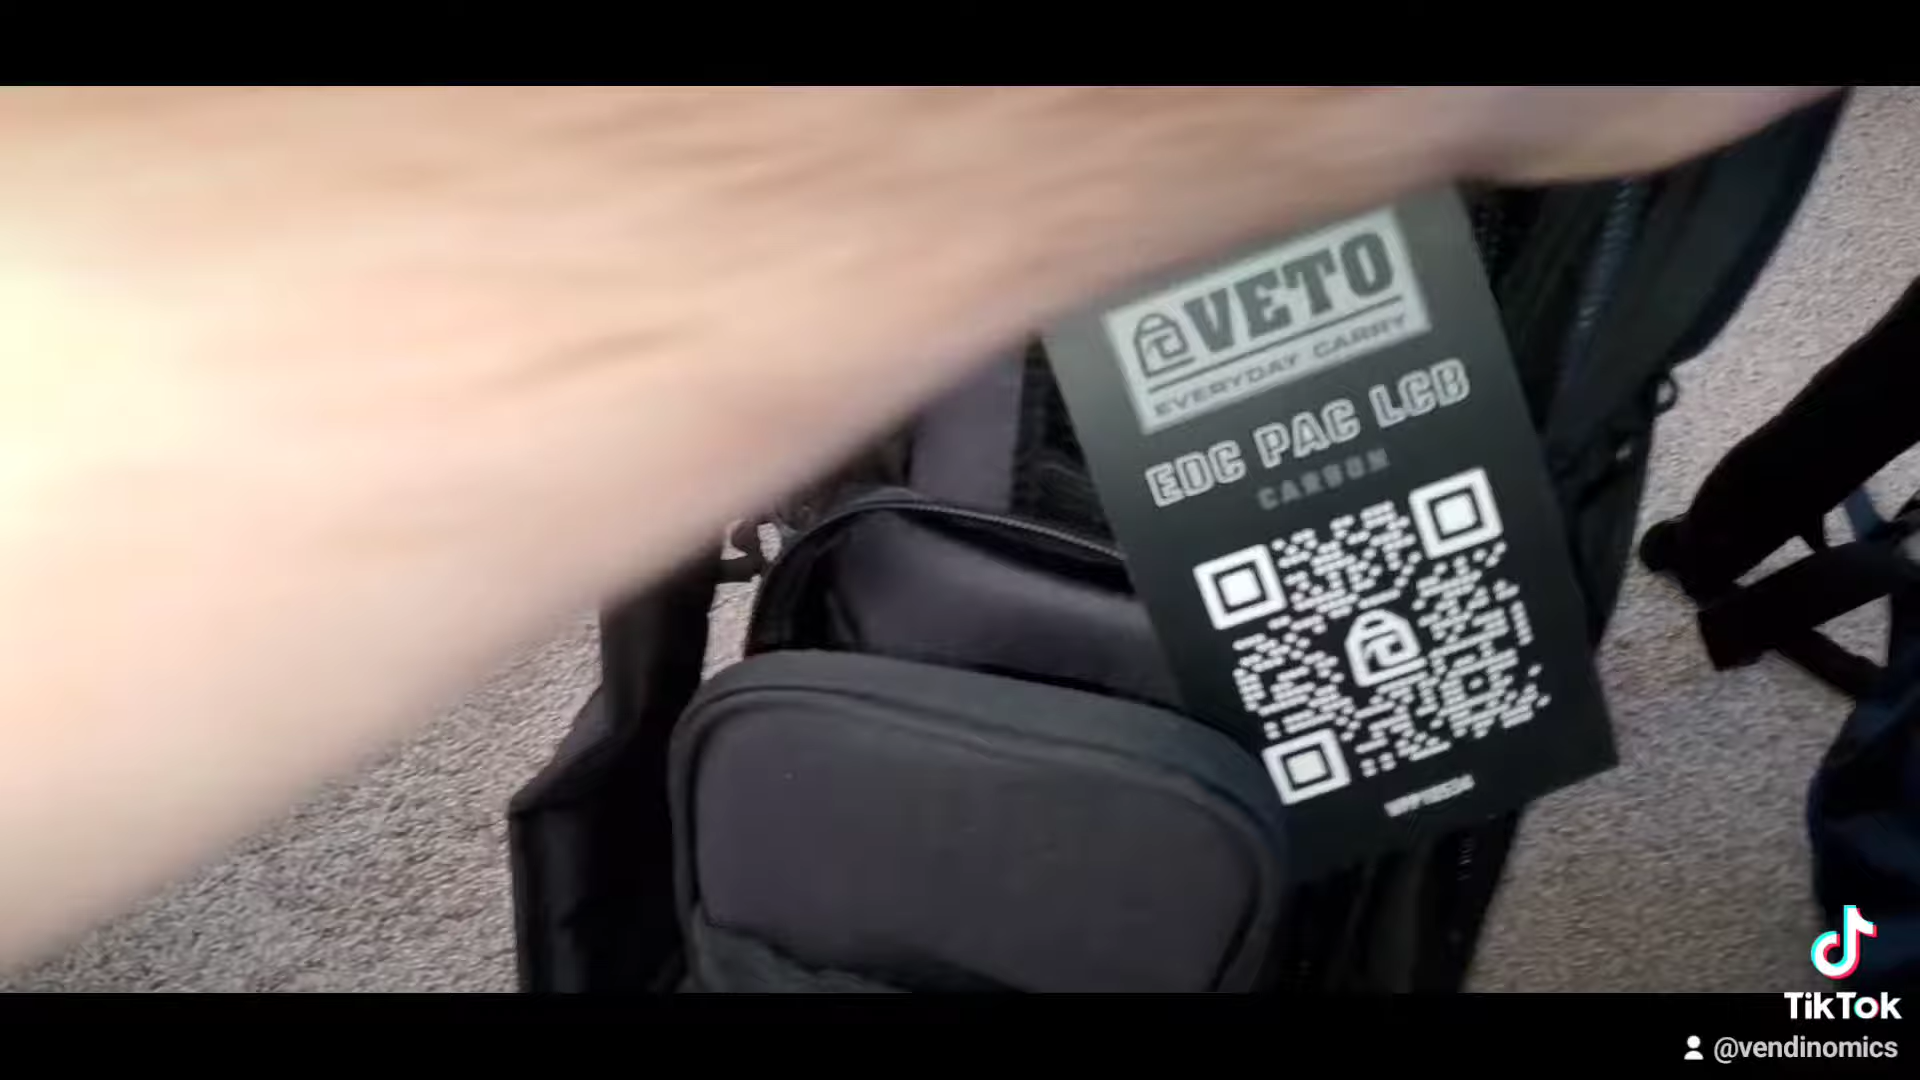 VETO
EVERYDAY CARRY
EDC PAC LCB
CARBON
TikTok
@vendinomics